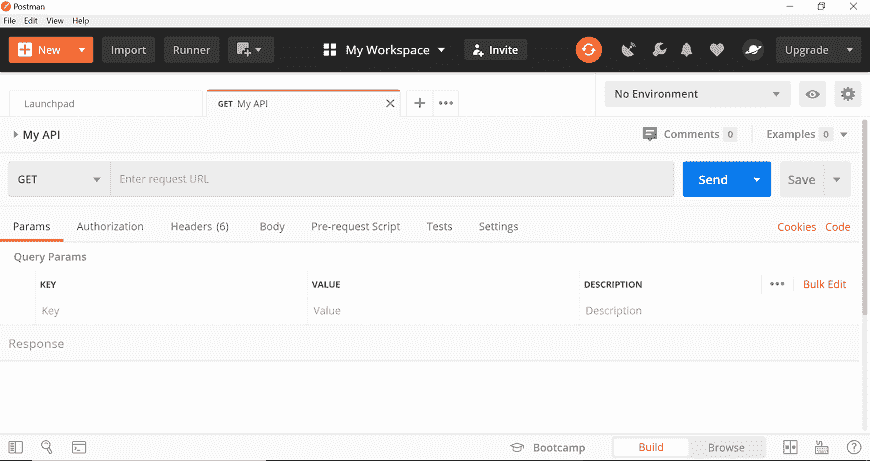 Postman
File Edit View Help
New Import Runner My Workspace Invite Upgrade
Launchpad GET My API No Environment
My API Comments 0 Examples 0
GET Enter request URL Send Save
Params Authorization Headers (6) Body Pre-request Script Tests Settings Cookies Code
Query Params
KEY VALUE DESCRIPTION Bulk Edit
Key Value Description
Response
Bootcamp Build Browse